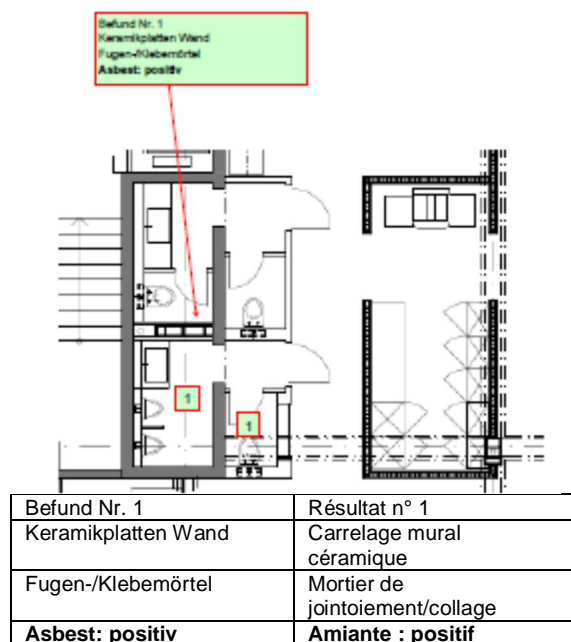 Befund Nr. 1
Keramikplatten Wand
Fugen-/Klebemörtel
Asbest: positiv
1
1
Befund Nr. 1 Résultat n° 1
Keramikplatten Wand Carrelage mural
céramique
Fugen-/Klebemörtel Mortier de
jointoiement/collage
Asbest: positiv Amiante : positif